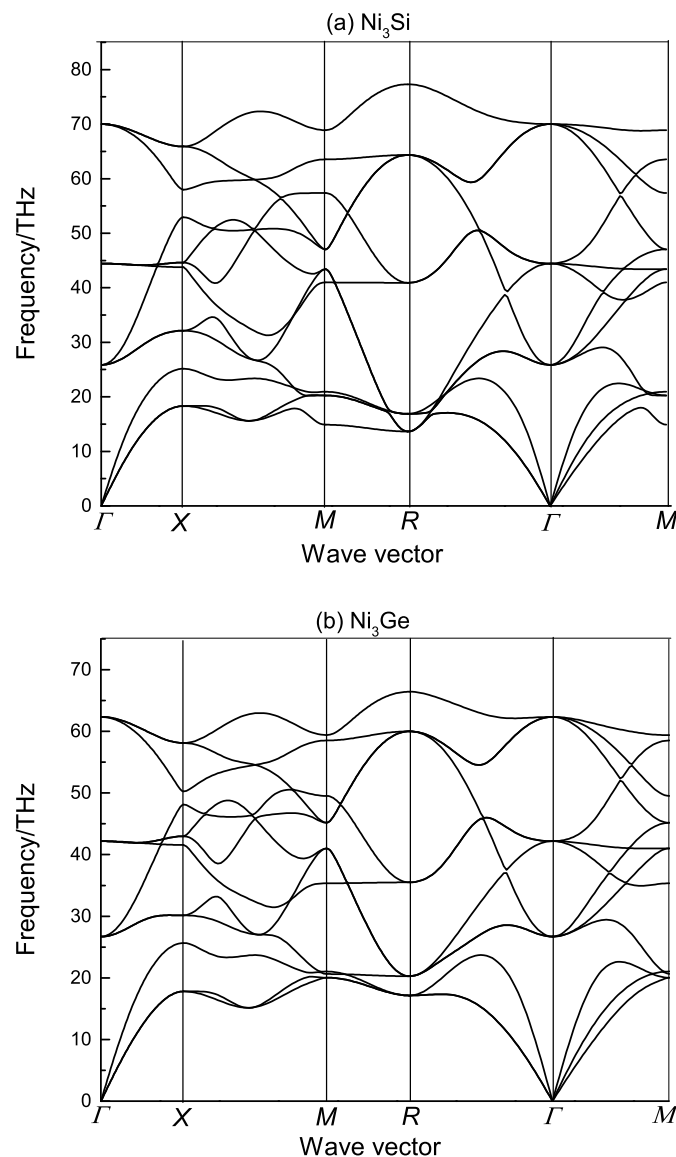 (a) Ni₃Si
80
70
60
50
40
30
20
10
0
Frequency/THz
Γ X M R Γ M
Wave vector
(b) Ni₃Ge
70
60
50
40
30
20
10
0
Frequency/THz
Γ X M R Γ M
Wave vector